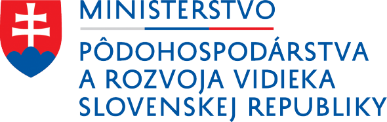 MINISTERSTVO
PÔDOHOSPODÁRSTVA
A ROZVOJA VIDIEKA
SLOVENSKEJ REPUBLIKY